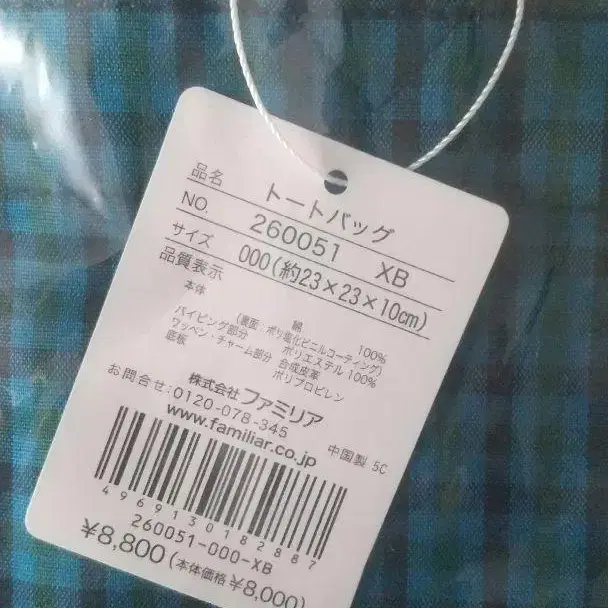 品名 トートバッグ
NO. 260051 XB
サイズ 000(約23×23×10cm)
品質表示
本体 綿 100%
(裏面:ポリ塩化ビニルコーティング)
パイピング部分 ポリエステル 100%
ワッペン・チャーム部分 合成皮革
底板 ポリプロピレン
株式会社 ファミリア
お問合せ:0120-078-345
www.familiar.co.jp
中国製 5C
4969130182887
260051-000-XB
¥8,800(本体価格 ¥8,000)